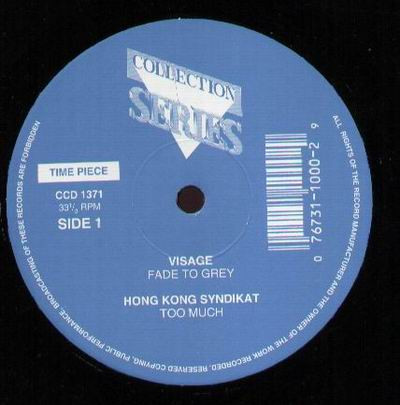 COLLECTION
SERIES
TIME PIECE
CCD 1371
33⅓ RPM
SIDE 1
0 76731-1000-2 9
VISAGE
FADE TO GREY
HONG KONG SYNDIKAT
TOO MUCH
ALL RIGHTS OF THE RECORD MANUFACTURER AND THE OWNER OF THE WORK RECORDED, RESERVED COPYING, PUBLIC PERFORMANCE, BROADCASTING OF THESE RECORDS ARE FORBIDDEN